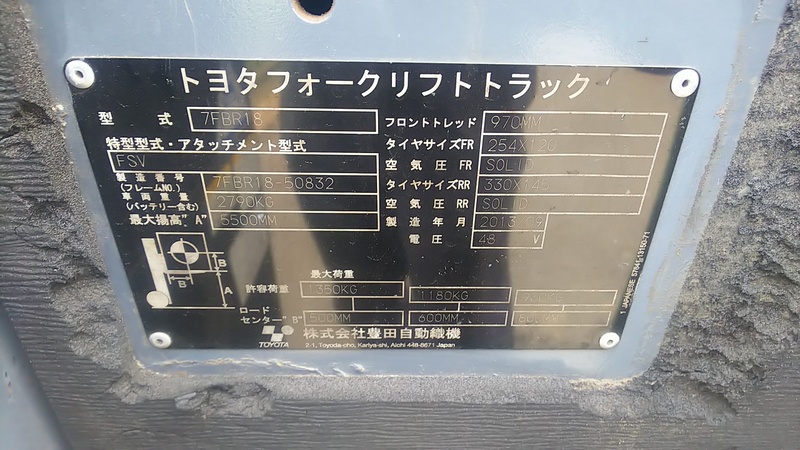 トヨタフォークリフトトラック
型式 7FBR18 フロントトレッド 970MM
特型型式・アタッチメント型式 タイヤサイズFR 254X120
FSV 空気圧 FR SOLID
製造番号 (フレームNO.) 7FBR18-50832 タイヤサイズRR 330X145
車両重量 (バッテリー含む) 2790KG 空気圧 RR SOLID
最大揚高"A" 5500MM 製造年月 2013
電圧 48 V
B
B
A
最大荷重
許容荷重 1350KG 1180KG
ロード
センター"B" 500MM 600MM
TOYOTA 株式会社豊田自動織機
2-1, Toyoda-cho, Kariya-shi, Aichi 448-8671 Japan
1 JAPANESE